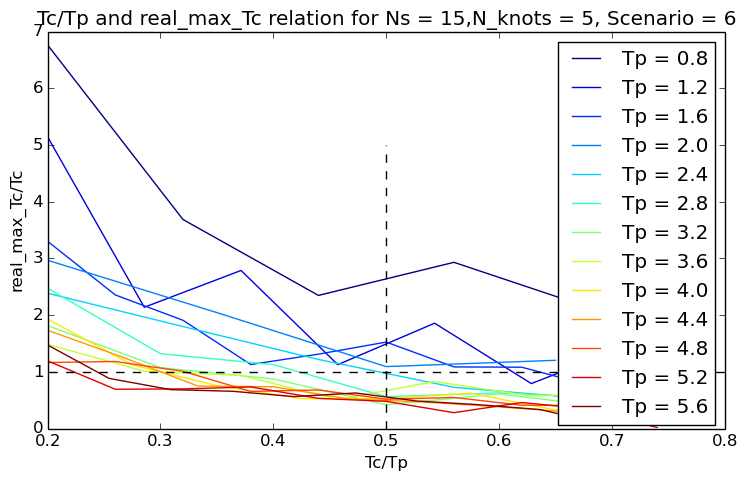 Tc/Tp and real_max_Tc relation for Ns = 15,N_knots = 5, Scenario = 6
7
6
5
4
3
2
1
0
real_max_Tc/Tc
0.2
0.3
0.4
0.5
0.6
0.7
0.8
Tc/Tp
Tp = 0.8
Tp = 1.2
Tp = 1.6
Tp = 2.0
Tp = 2.4
Tp = 2.8
Tp = 3.2
Tp = 3.6
Tp = 4.0
Tp = 4.4
Tp = 4.8
Tp = 5.2
Tp = 5.6